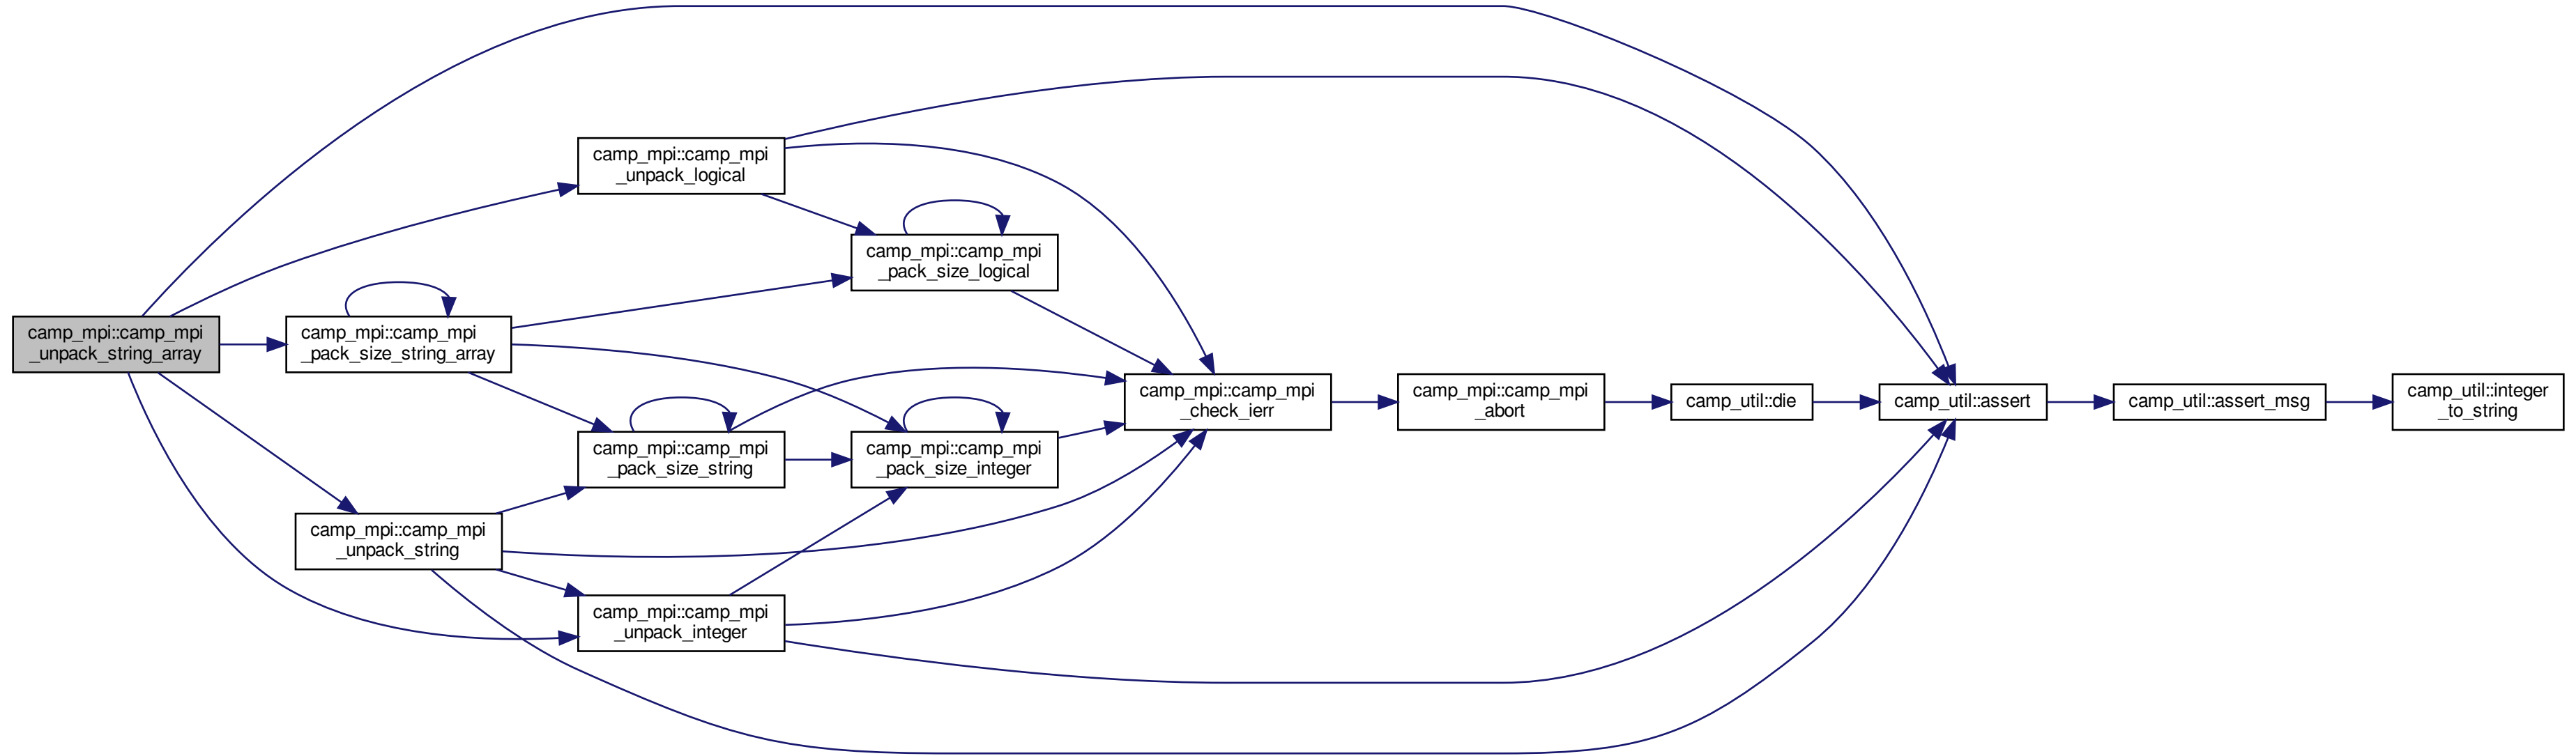 camp_mpi::camp_mpi
_unpack_string_array
camp_mpi::camp_mpi
_pack_size_string_array
camp_mpi::camp_mpi
_unpack_string
camp_mpi::camp_mpi
_unpack_logical
camp_mpi::camp_mpi
_pack_size_string
camp_mpi::camp_mpi
_unpack_integer
camp_mpi::camp_mpi
_pack_size_logical
camp_mpi::camp_mpi
_pack_size_integer
camp_mpi::camp_mpi
_check_ierr
camp_mpi::camp_mpi
_abort
camp_util::die
camp_util::assert
camp_util::assert_msg
camp_util::integer
_to_string